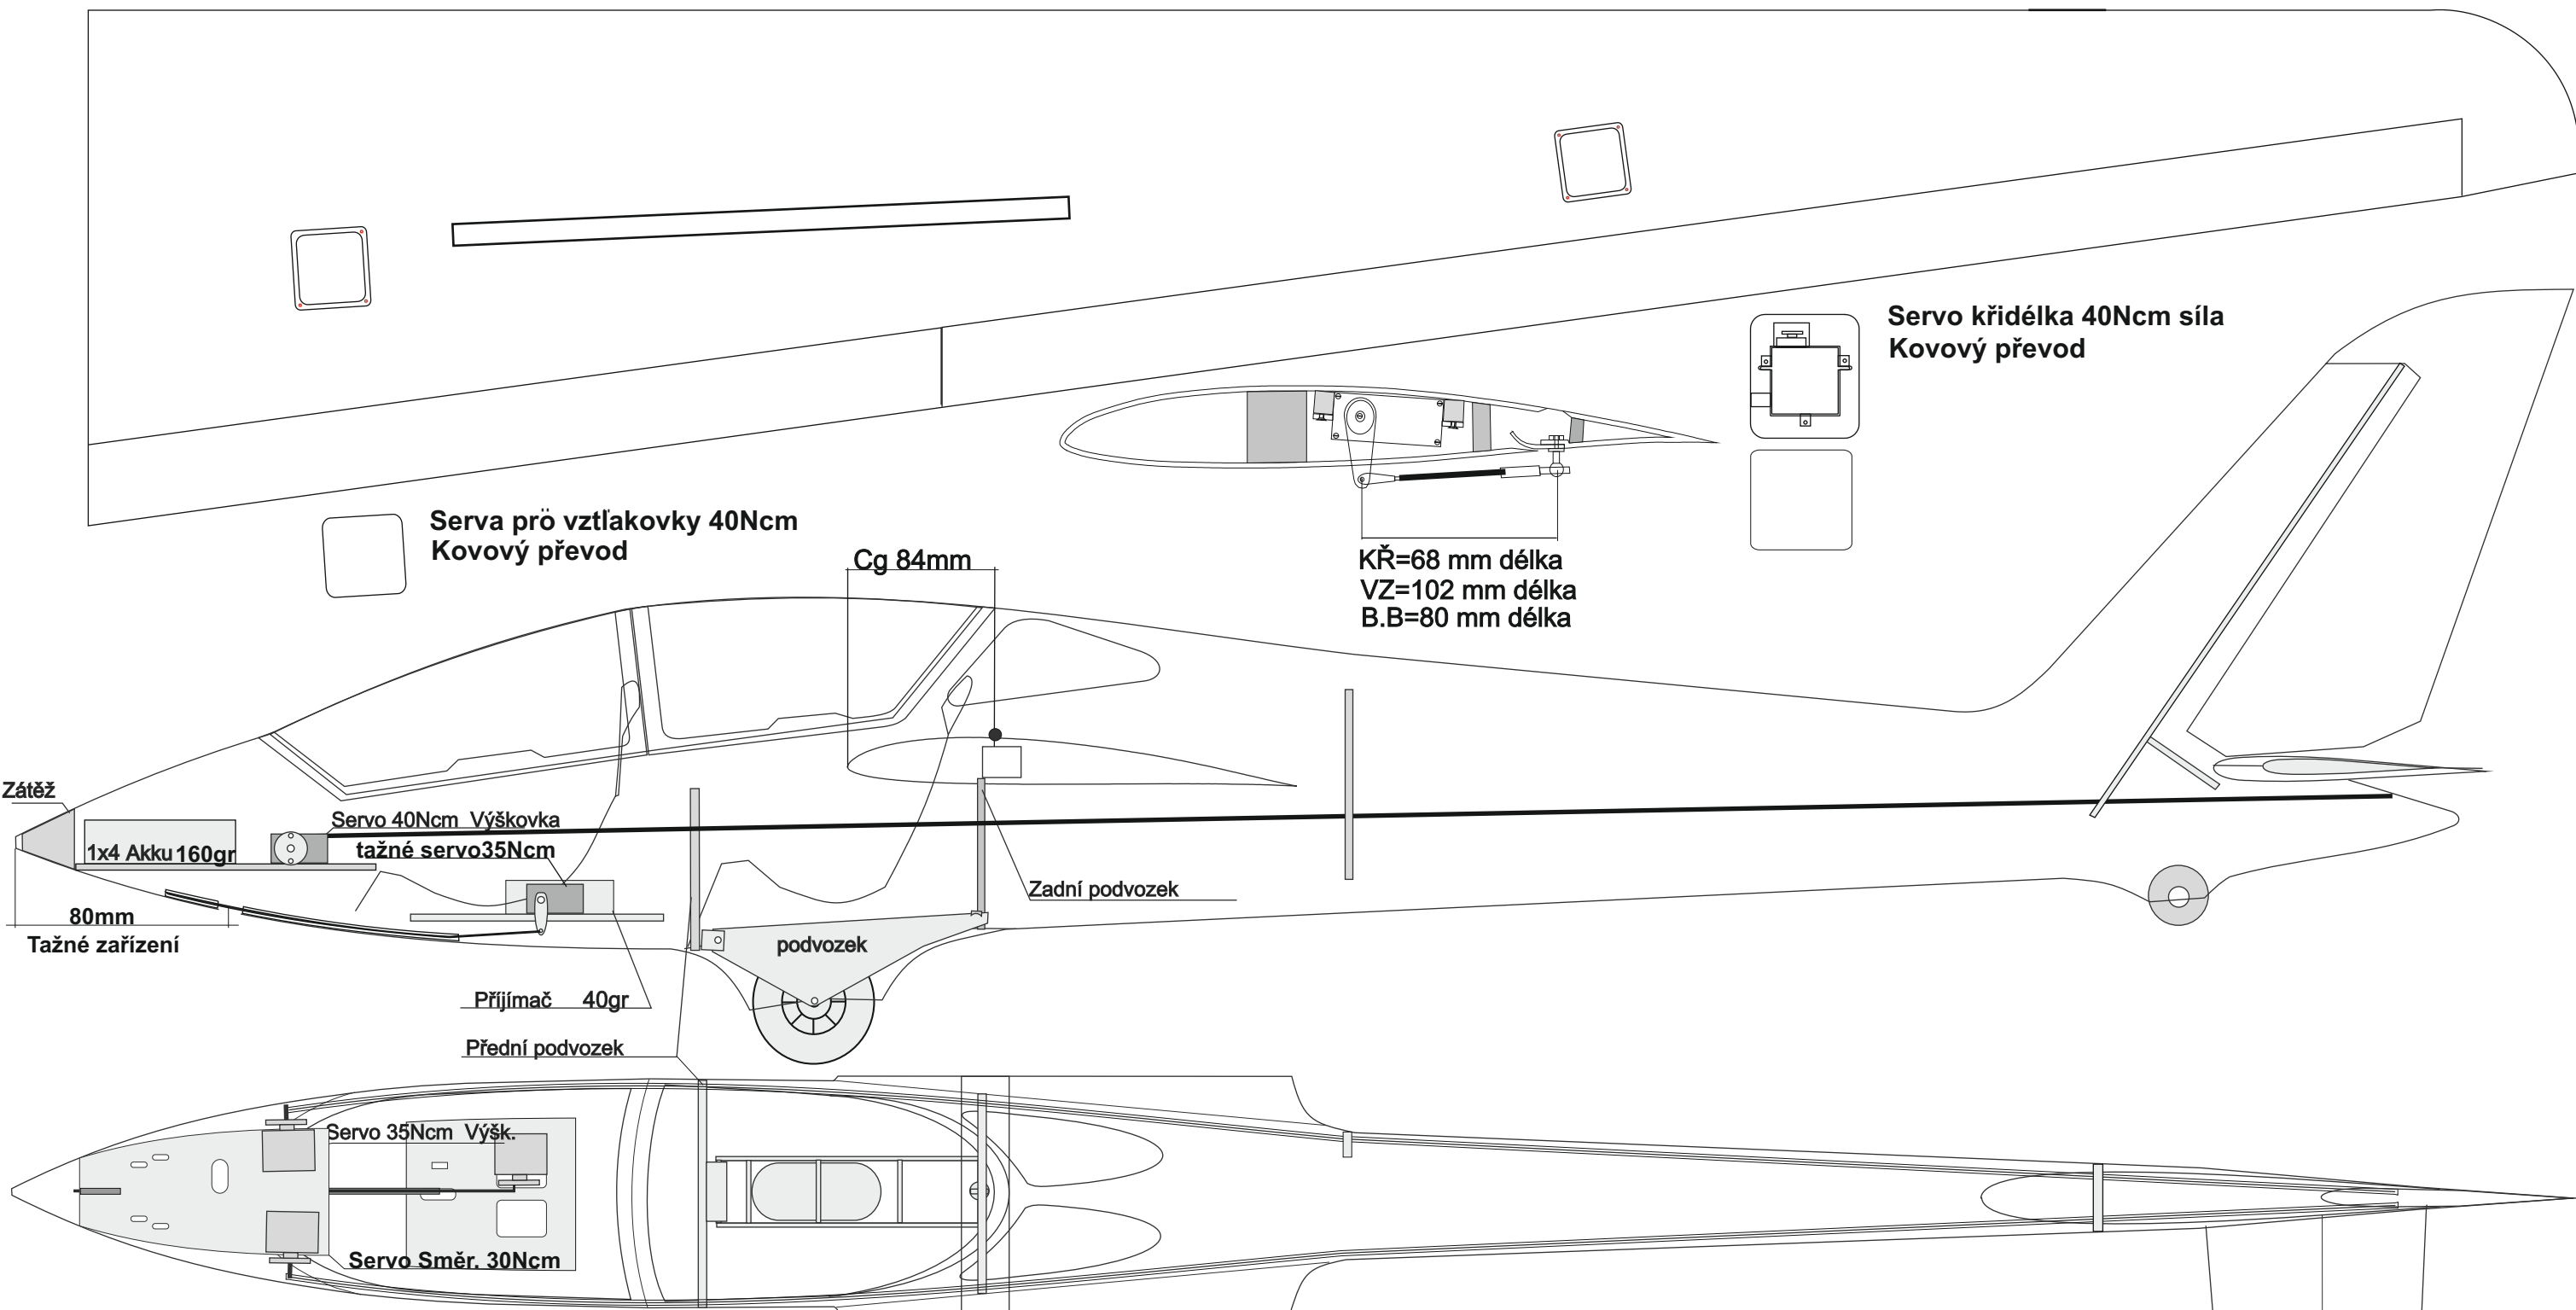 Servo křidélka 40Ncm síla
Kovový převod
Serva prö vztľakovky 40Ncm
Kovový převod
Cg 84mm
KŘ=68 mm délka
VZ=102 mm délka
B.B=80 mm délka
Zátěž
Servo 40Ncm Výškovka
1x4 Akku 160gr
tažné servo35Ncm
Zadní podvozek
80mm
Tažné zařízení
podvozek
Příjímač 40gr
Přední podvozek
Servo 35Ncm Výšk.
Servo Směr. 30Ncm